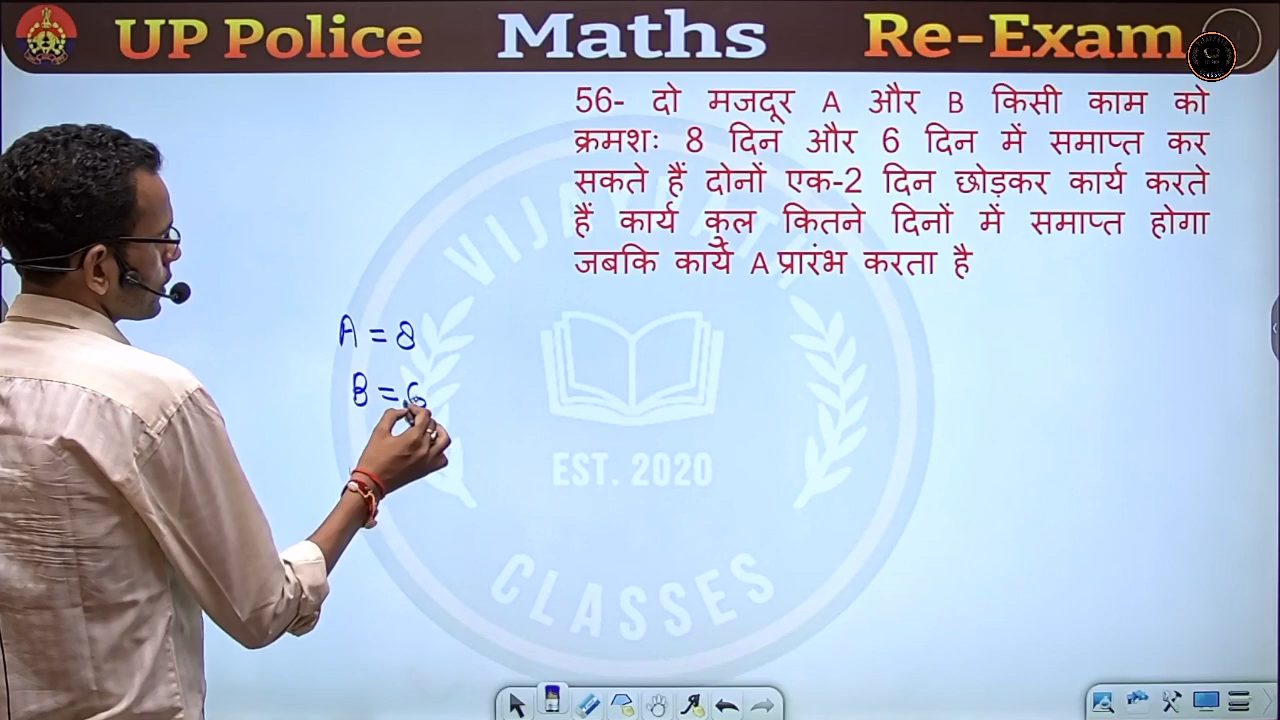 UP Police Maths Re-Exam
56- दो मजदूर A और B किसी काम को
क्रमशः 8 दिन और 6 दिन में समाप्त कर
सकते हैं दोनों एक-2 दिन छोड़कर कार्य करते
हैं कार्य कुल कितने दिनों में समाप्त होगा
जबकि कार्य A प्रारंभ करता है
A = 8
B = 6
EST. 2020
CLASSES